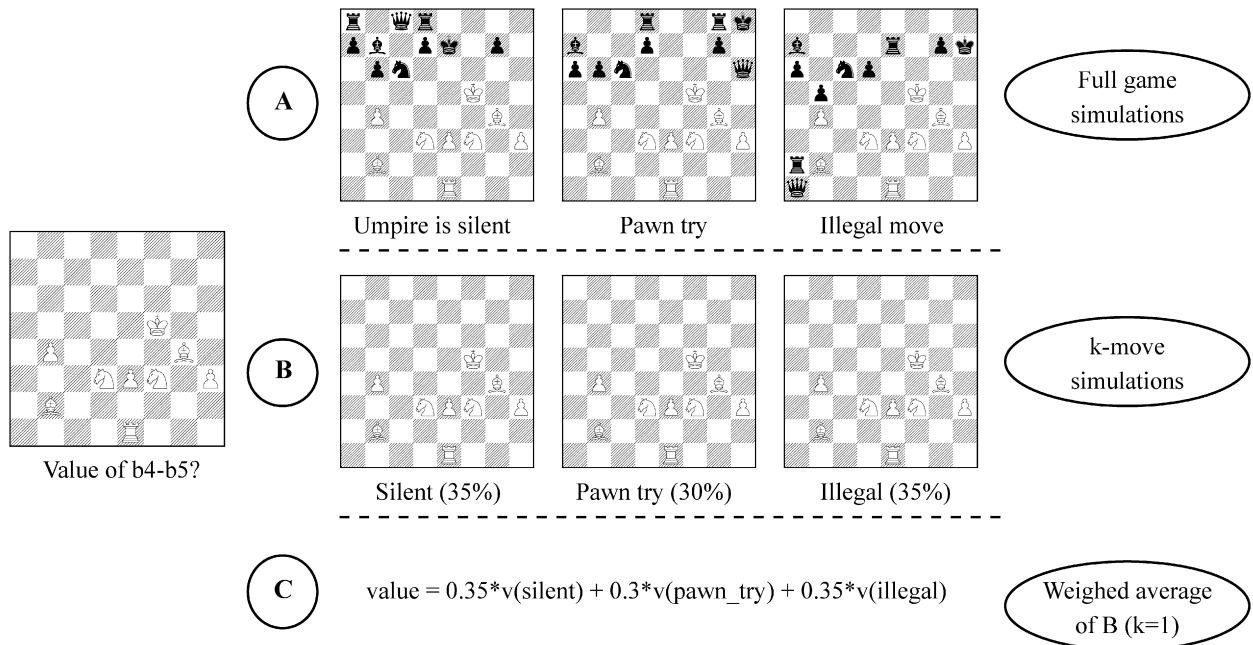 A
Full game
simulations
Umpire is silent
Pawn try
Illegal move
Value of b4-b5?
B
k-move
simulations
Silent (35%)
Pawn try (30%)
Illegal (35%)
C
value = 0.35*v(silent) + 0.3*v(pawn_try) + 0.35*v(illegal)
Weighed average
of B (k=1)